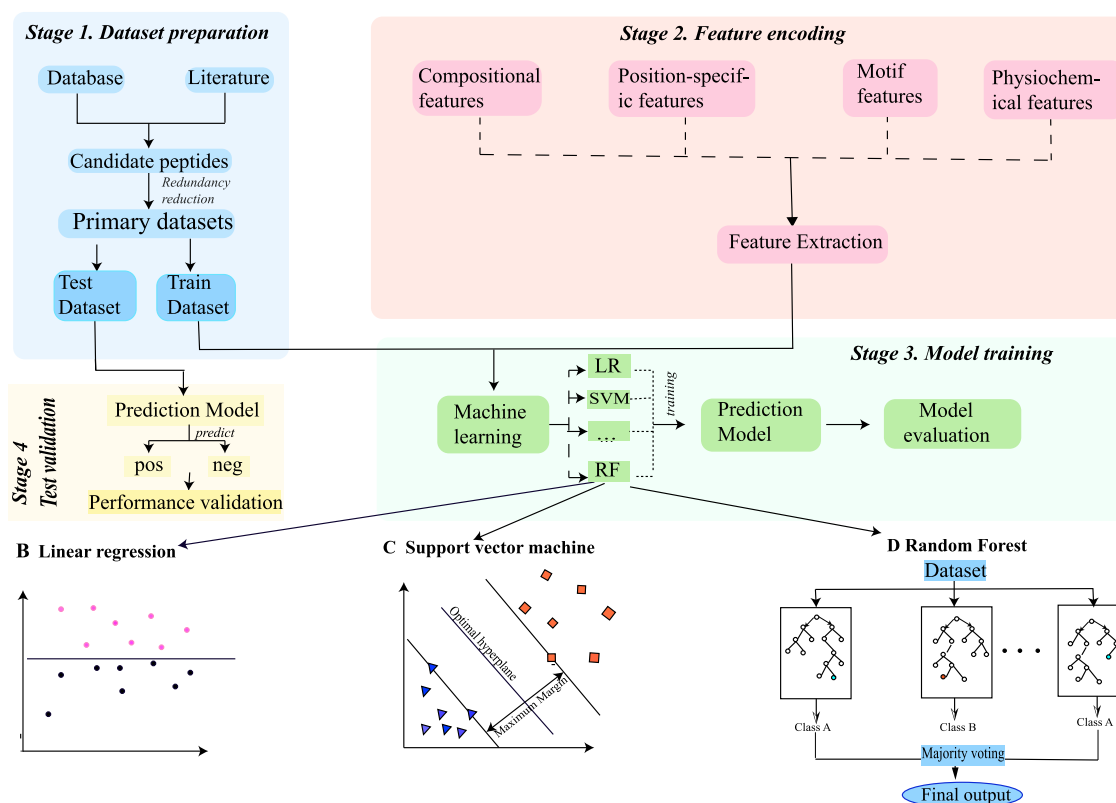 Stage 1. Dataset preparation
Database
Literature
Candidate peptides
Redundancy
reduction
Primary datasets
Test
Dataset
Train
Dataset
Stage 2. Feature encoding
Compositional
features
Position-specif-
ic features
Motif
features
Physiochem-
ical features
Feature Extraction
Stage 3. Model training
Machine
learning
LR
SVM
...
RF
training
Prediction
Model
Model
evaluation
Stage 4
Test validation
Prediction Model
predict
pos
neg
Performance validation
B Linear regression
C Support vector machine
Optimal hyperplane
Maximum Margin
D Random Forest
Dataset
Class A
Class B
Class A
Majority voting
Final output